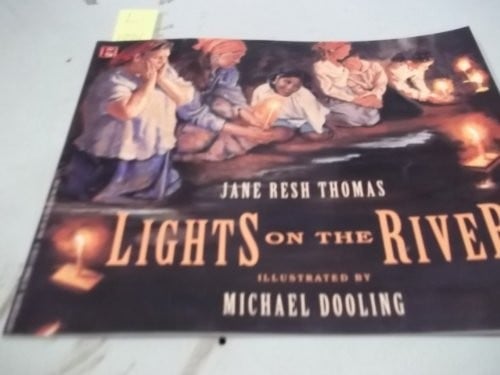 JANE RESH THOMAS
LIGHTS ON THE RIVER
ILLUSTRATED BY
MICHAEL DOOLING